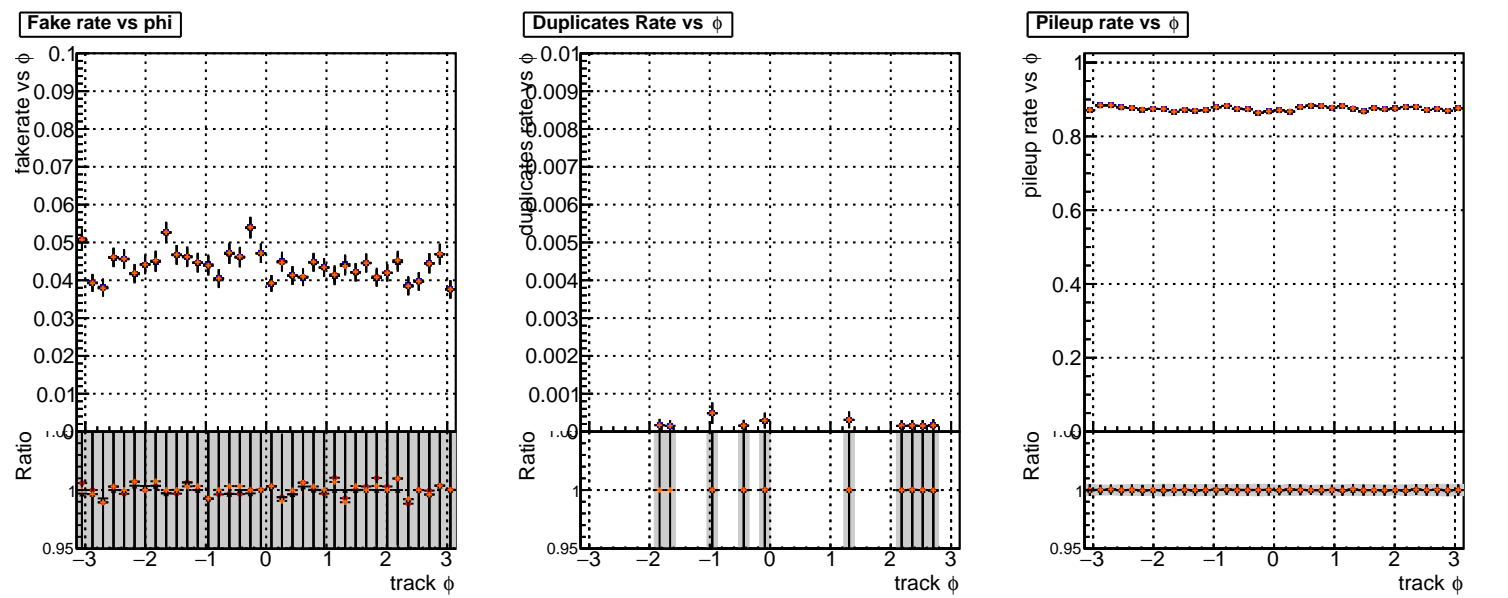 Fake rate vs phi
fakerate vs ϕ
0.1
0.09
0.08
0.07
0.06
0.05
0.04
0.03
0.02
0.01
Ratio
1
0.95
−3 −2 −1 0 1 2 3
track ϕ
Duplicates Rate vs ϕ
duplicates rate vs ϕ
0.01
0.009
0.008
0.007
0.006
0.005
0.004
0.003
0.002
0.001
Ratio
1
0.95
−3 −2 −1 0 1 2 3
track ϕ
Pileup rate vs ϕ
pileup rate vs ϕ
1
0.8
0.6
0.4
0.2
Ratio
1
0.95
−3 −2 −1 0 1 2 3
track ϕ